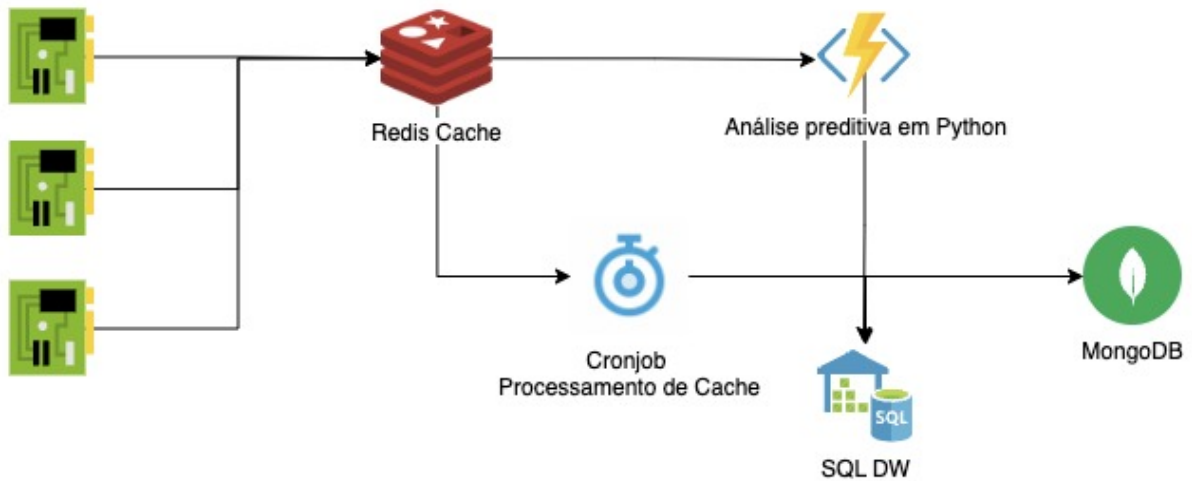 Redis Cache
Análise preditiva em Python
Cronjob
Processamento de Cache
MongoDB
SQL
SQL DW